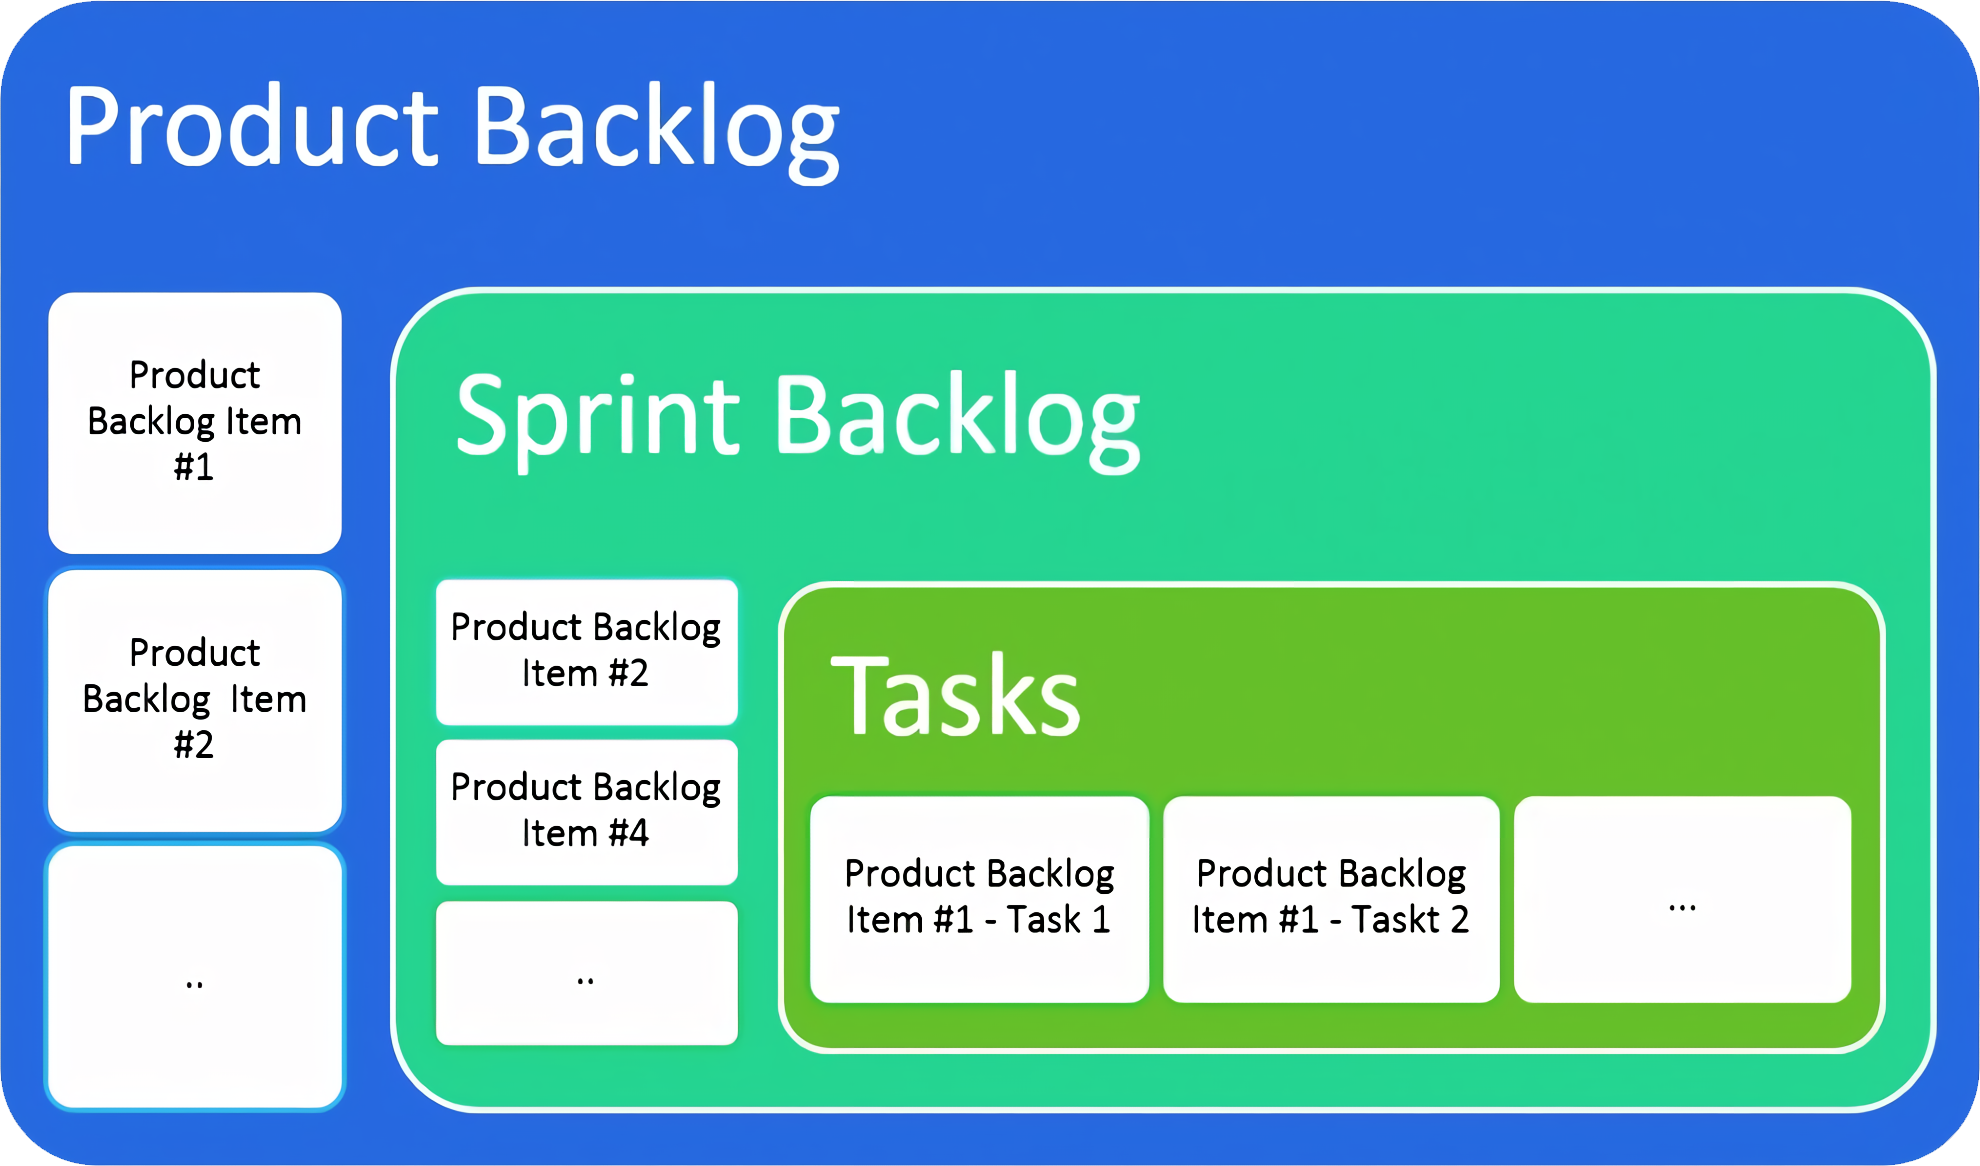 Product Backlog
Product
Backlog Item
#1
Product
Backlog  Item
#2
..
Sprint Backlog
Product Backlog
Item #2
Product Backlog
Item #4
..
Tasks
Product Backlog
Item #1 - Task 1
Product Backlog
Item #1 - Taskt 2
...